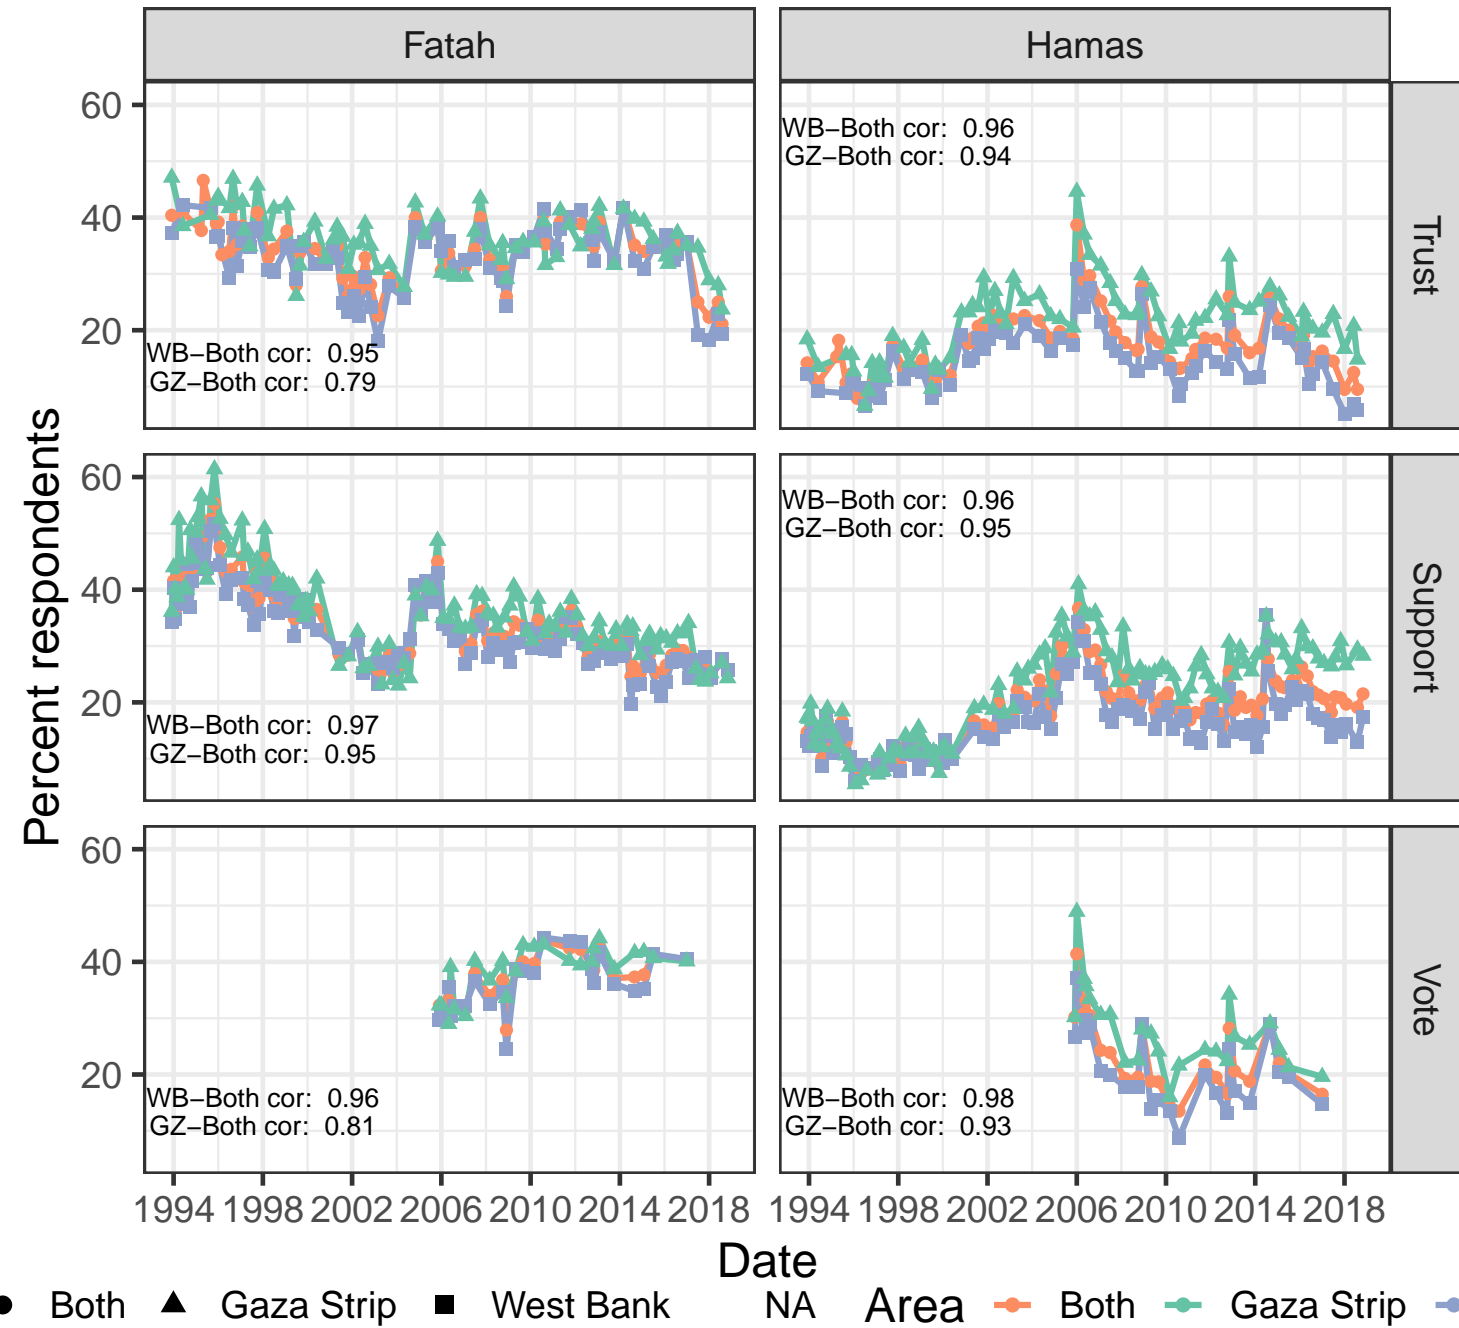 Fatah
Hamas
60
40
20
WB−Both cor: 0.95
GZ−Both cor: 0.79
WB−Both cor: 0.96
GZ−Both cor: 0.94
Trust
60
40
20
WB−Both cor: 0.97
GZ−Both cor: 0.95
WB−Both cor: 0.96
GZ−Both cor: 0.95
Support
60
40
20
WB−Both cor: 0.96
GZ−Both cor: 0.81
WB−Both cor: 0.98
GZ−Both cor: 0.93
Vote
Percent respondents
1994 1998 2002 2006 2010 2014 2018
1994 1998 2002 2006 2010 2014 2018
Date
Both Gaza Strip West Bank NA Area Both Gaza Strip